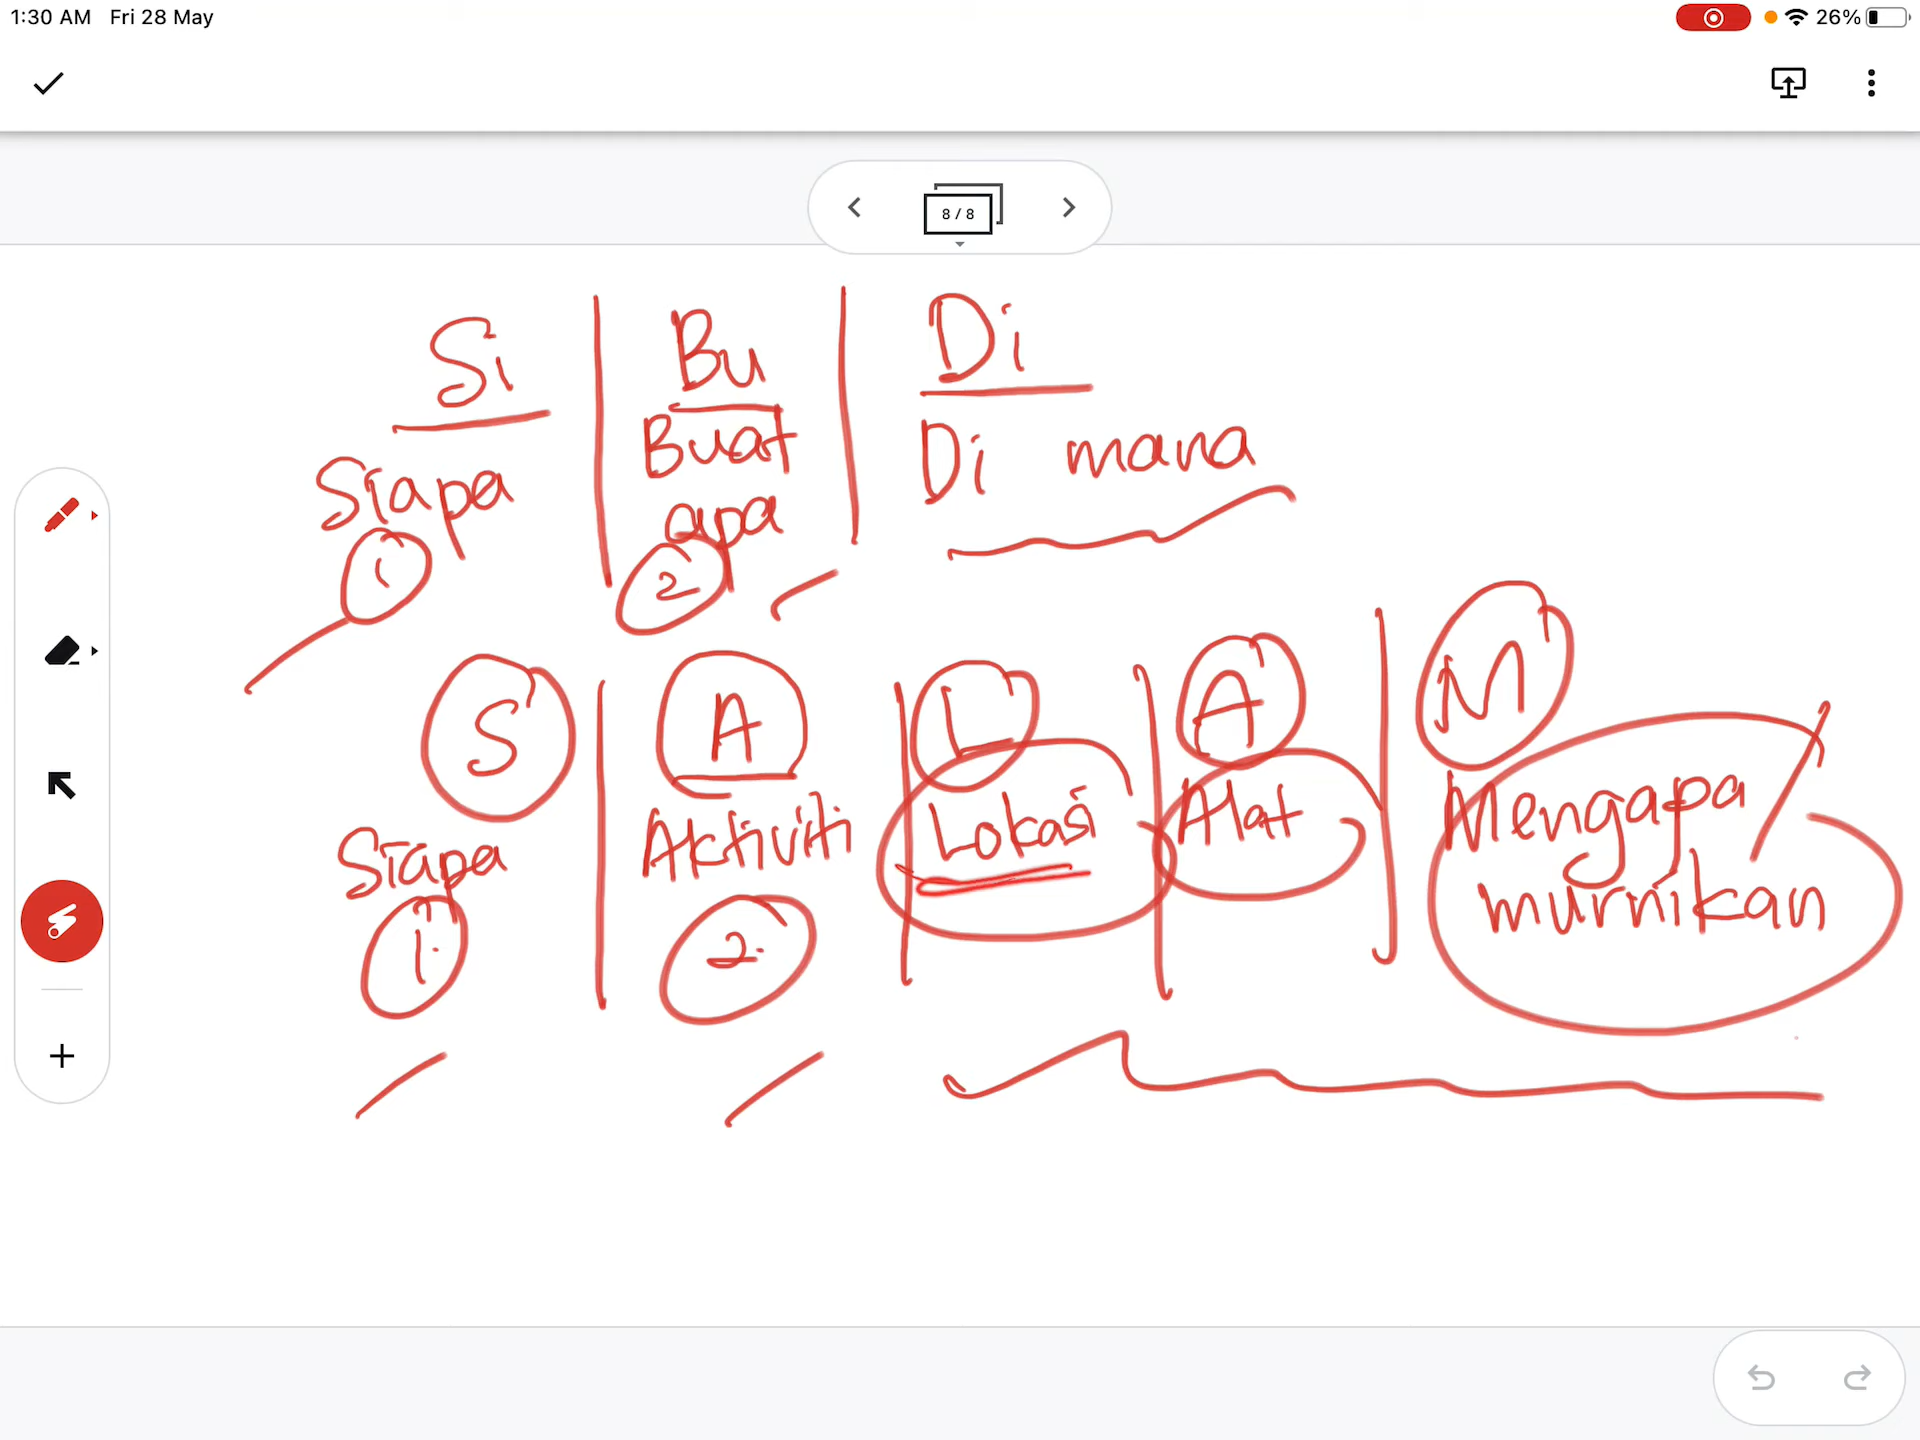 1:30 AM Fri 28 May 26%
8 / 8
Si Bu Di
Siapa Buat apa Di mana
1 2
S A L A M
Siapa Aktiviti Lokasi Alat Mengapa
murnikan
1. 2.